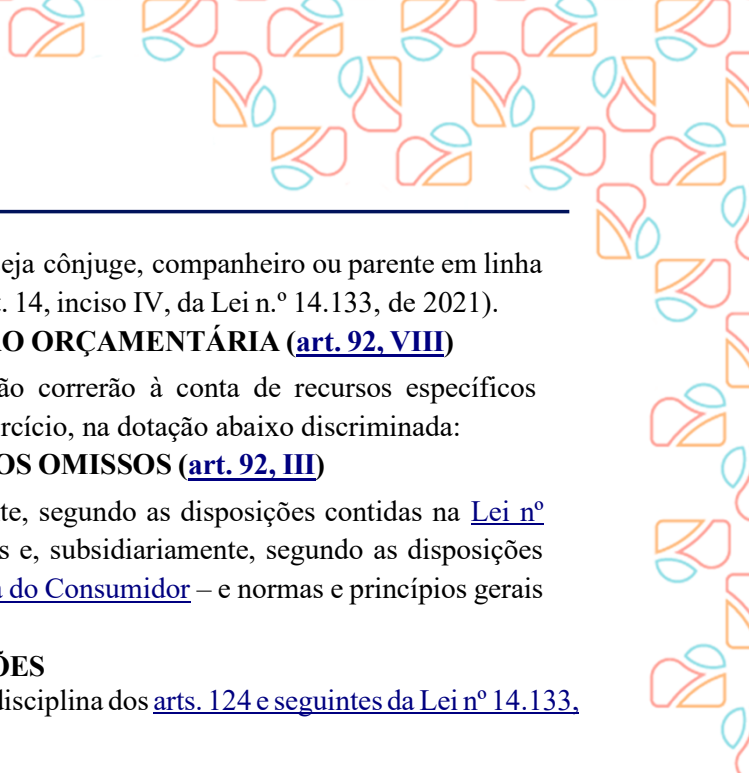 eja cônjuge, companheiro ou parente em linha
. 14, inciso IV, da Lei n.º 14.133, de 2021).
O ORÇAMENTÁRIA (art. 92, VIII)
ão correrão à conta de recursos específicos
rcício, na dotação abaixo discriminada:
OS OMISSOS (art. 92, III)
te, segundo as disposições contidas na Lei nº
s e, subsidiariamente, segundo as disposições
a do Consumidor – e normas e princípios gerais
ÕES
disciplina dos arts. 124 e seguintes da Lei nº 14.133,